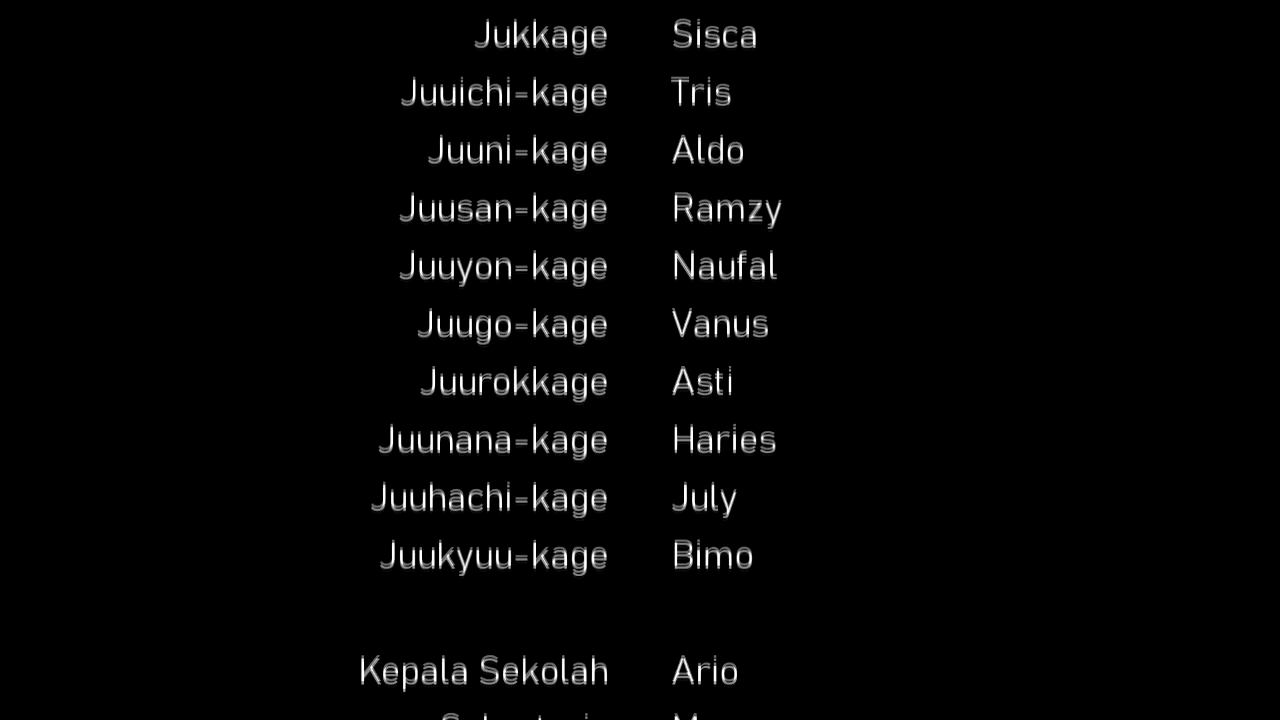 Jukkage Sisca
Juuichi-kage Tris
Juuni-kage Aldo
Juusan-kage Ramzy
Juuyon-kage Naufal
Juugo-kage Vanus
Juurokkage Asti
Juunana-kage Haries
Juuhachi-kage July
Juukyuu-kage Bimo
Kepala Sekolah Ario